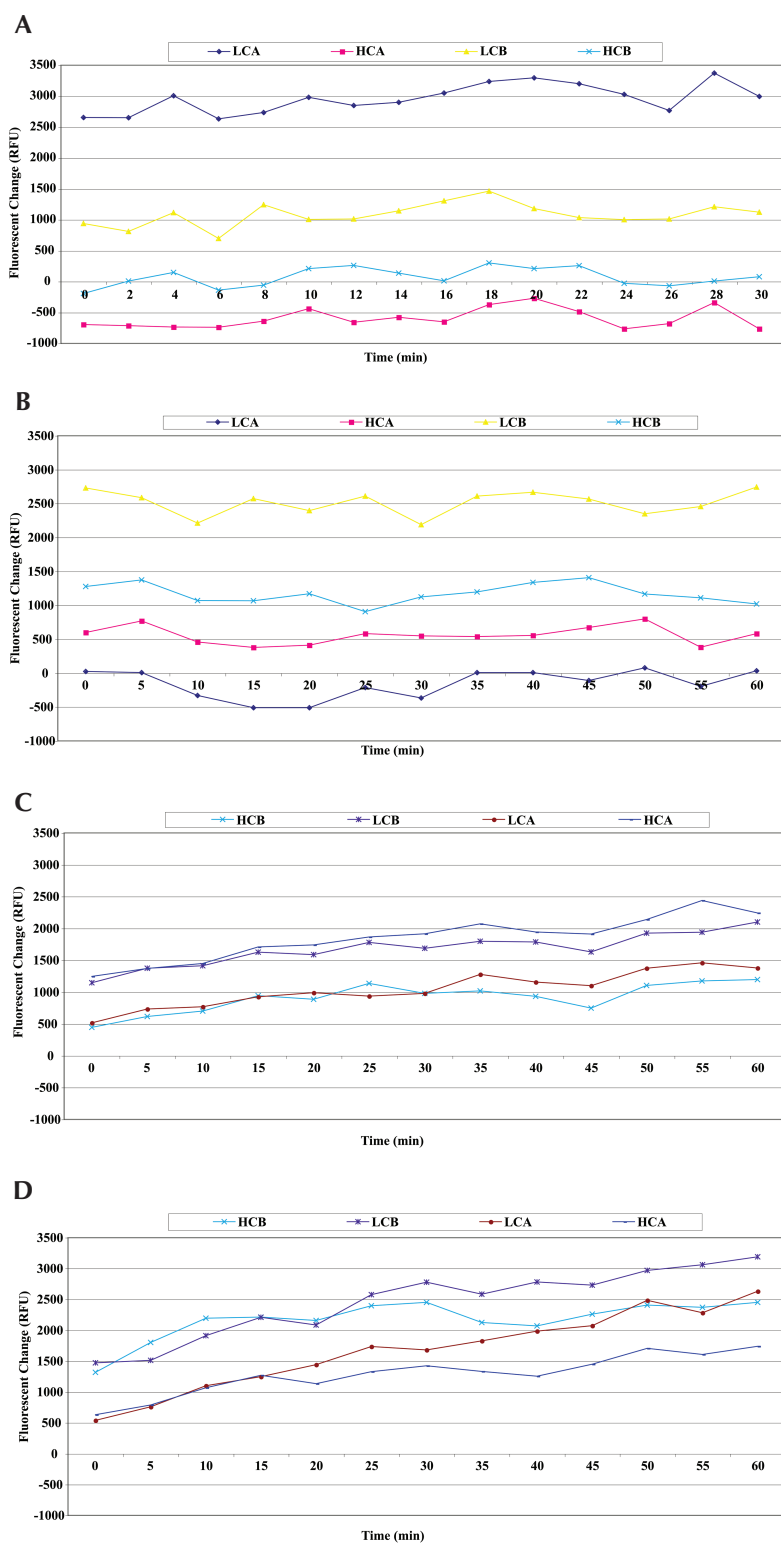 A
LCA HCA LCB HCB
3500
3000
2500
2000
1500
1000
500
0
-500
-1000
Fluorescent Change (RFU)
0 2 4 6 8 10 12 14 16 18 20 22 24 26 28 30
Time (min)
B
LCA HCA LCB HCB
3500
3000
2500
2000
1500
1000
500
0
-500
-1000
Fluorescent Change (RFU)
0 5 10 15 20 25 30 35 40 45 50 55 60
Time (min)
C
HCB LCB LCA HCA
3500
3000
2500
2000
1500
1000
500
0
-500
-1000
Fluorescent Change (RFU)
0 5 10 15 20 25 30 35 40 45 50 55 60
Time (min)
D
HCB LCB LCA HCA
3500
3000
2500
2000
1500
1000
500
0
-500
-1000
Fluorescent Change (RFU)
0 5 10 15 20 25 30 35 40 45 50 55 60
Time (min)